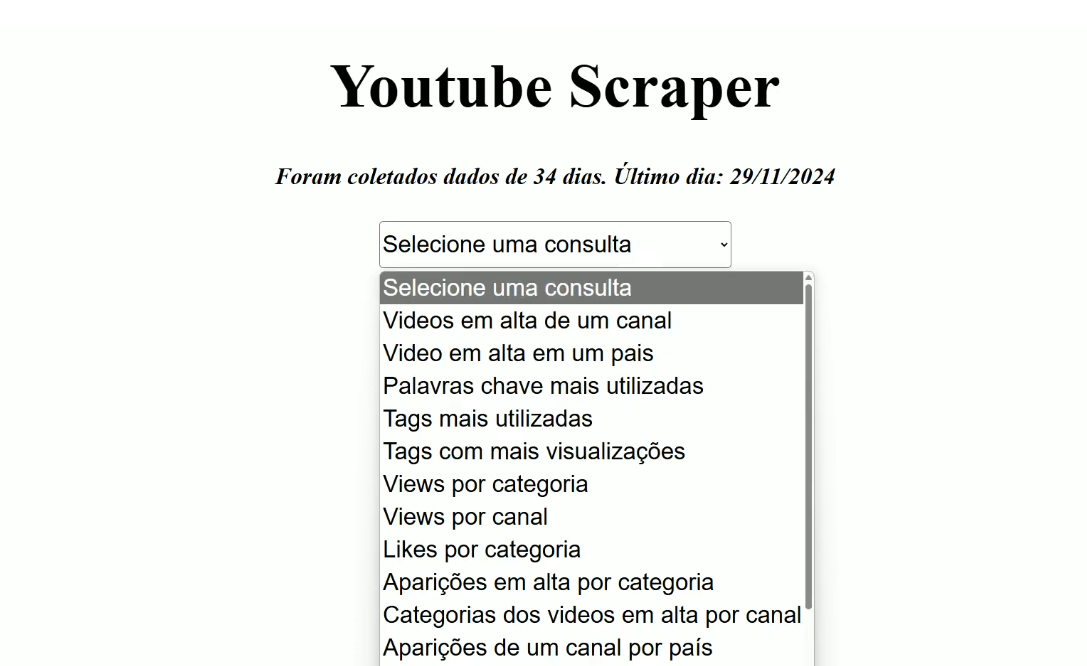 Youtube Scraper
Foram coletados dados de 34 dias. Último dia: 29/11/2024
Selecione uma consulta
Selecione uma consulta
Videos em alta de um canal
Video em alta em um pais
Palavras chave mais utilizadas
Tags mais utilizadas
Tags com mais visualizações
Views por categoria
Views por canal
Likes por categoria
Aparições em alta por categoria
Categorias dos videos em alta por canal
Aparições de um canal por país